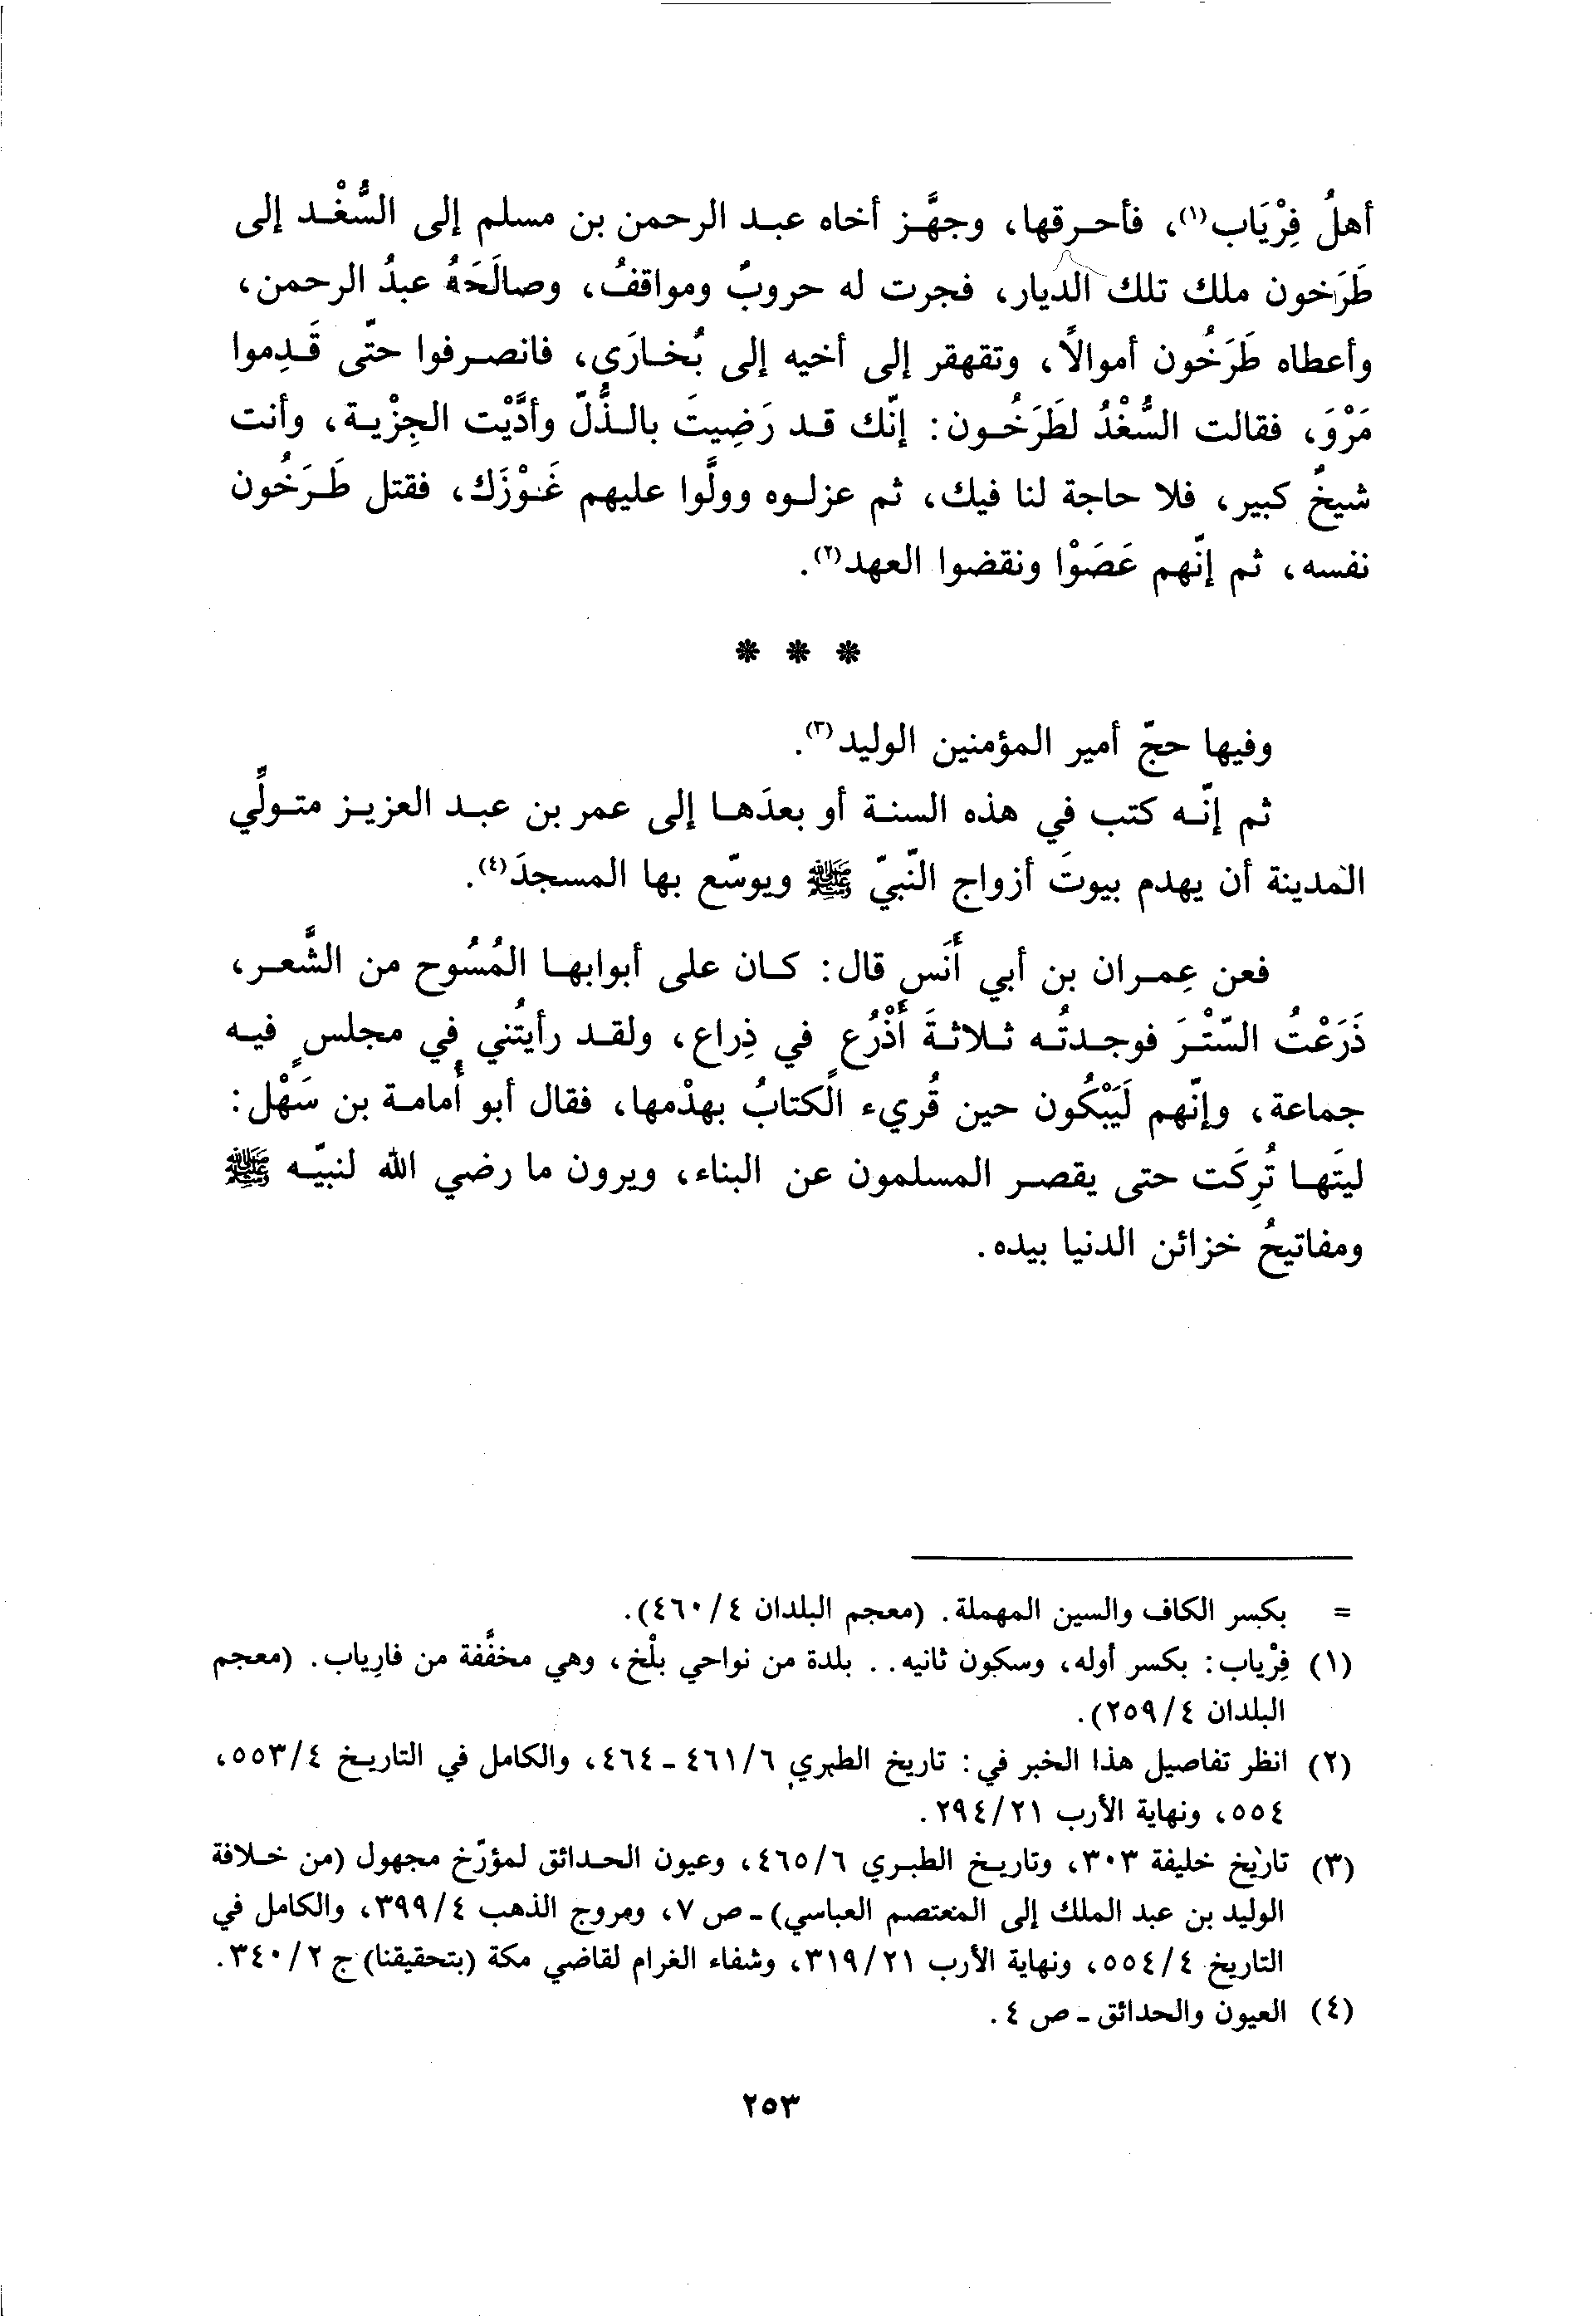 أهلُ فِرْيَاب(١)، فأحرقها، وجهَّز أخاه عبد الرحمن بن مسلم إلى السُّغْد إلى
طَرَخون ملك تلك الديار، فجرت له حروبٌ ومواقفُ، وصالَحَهُ عبدُ الرحمن،
وأعطاه طَرَخُون أموالاً، وتقهقر إلى أخيه إلى بُخارَى، فانصرفوا حتّى قَدِموا
مَرْوَ، فقالت السُّغْدُ لطَرَخُون: إنّك قد رَضِيتَ بالذُّلّ وأدَّيْت الجِزْية، وأنت
شيخٌ كبير، فلا حاجة لنا فيك، ثم عزلوه وولَّوا عليهم غَوْزَك، فقتل طَرَخُون
نفسه، ثم إنّهم عَصَوْا ونقضوا العهد(٢).
* * *
وفيها حجّ أمير المؤمنين الوليد(٣).
ثم إنّه كتب في هذه السنة أو بعدَها إلى عمر بن عبد العزيز متولِّي
المدينة أن يهدم بيوتَ أزواج النّبيّ ﷺ ويوسّع بها المسجدَ(٤).
فعن عِمران بن أبي أَنَس قال: كان على أبوابها المُسُوح من الشَّعر،
ذَرَعْتُ السّتْرَ فوجدتُه ثلاثةَ أَذْرُع في ذِراع، ولقد رأيتُني في مجلسٍ فيه
جماعة، وإنّهم لَيَبْكُون حين قُرِيء الكتابُ بهدْمها، فقال أبو أُمامة بن سَهْل:
ليتَها تُرِكَت حتى يقصر المسلمون عن البناء، ويرون ما رضي الله لنبيّه ﷺ
ومفاتيحُ خزائن الدنيا بيده.
= بكسر الكاف والسين المهملة. (معجم البلدان ٤/٤٦٠).
(١) فِرْياب: بكسر أوله، وسكون ثانيه.. بلدة من نواحي بلْخ، وهي مخفَّفة من فارِياب. (معجم
البلدان ٤/٢٥٩).
(٢) انظر تفاصيل هذا الخبر في: تاريخ الطبري ٦/٤٦١ ـ ٤٦٤، والكامل في التاريخ ٤/٥٥٣،
٥٥٤، ونهاية الأرب ٢١/٢٩٤.
(٣) تاريخ خليفة ٣٠٣، وتاريخ الطبري ٦/٤٦٥، وعيون الحدائق لمؤرّخ مجهول (من خلافة
الوليد بن عبد الملك إلى المعتصم العباسي) ـ ص ٧، ومروج الذهب ٤/٣٩٩، والكامل في
التاريخ ٤/٥٥٤، ونهاية الأرب ٢١/٣١٩، وشفاء الغرام لقاضي مكة (بتحقيقنا) ج ٢/٣٤٠.
(٤) العيون والحدائق ـ ص ٤.
٢٥٣